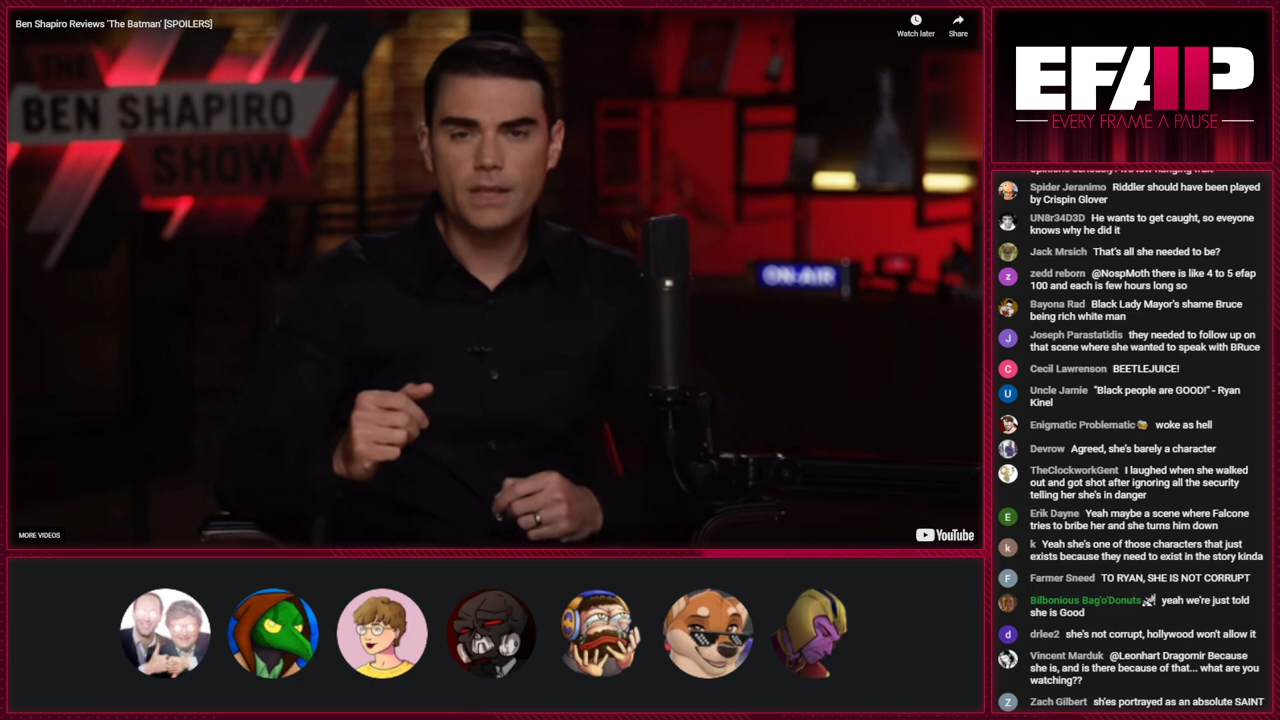 Ben Shapiro Reviews 'The Batman' [SPOILERS]
Watch later
Share
THE
BEN SHAPIRO
SHOW
ON-AIR
MORE VIDEOS
YouTube
EFAP
EVERY FRAME A PAUSE
Spider Jeranimo Riddler should have been played
by Crispin Glover
UN8r34D3D He wants to get caught, so eveyone
knows why he did it
Jack Mrsich That's all she needed to be?
z
zedd reborn @NospMoth there is like 4 to 5 efap
100 and each is few hours long so
Bayona Rad Black Lady Mayor's shame Bruce
being rich white man
J
Joseph Parastatidis they needed to follow up on
that scene where she wanted to speak with BRuce
C
Cecil Lawrenson BEETLEJUICE!
U
Uncle Jamie "Black people are GOOD!" - Ryan
Kinel
Enigmatic Problematic woke as hell
Devrow Agreed, she's barely a character
TheClockworkGent I laughed when she walked
out and got shot after ignoring all the security
telling her she's in danger
E
Erik Dayne Yeah maybe a scene where Falcone
tries to bribe her and she turns him down
k
k Yeah she's one of those characters that just
exists because they need to exist in the story kinda
F
Farmer Sneed TO RYAN, SHE IS NOT CORRUPT
Bilbonious Bag'o'Donuts yeah we're just told
she is Good
d
drlee2 she's not corrupt, hollywood won't allow it
Vincent Marduk @Leonhart Dragomir Because
she is, and is there because of that... what are you
watching??
Z
Zach Gilbert sh'es portrayed as an absolute SAINT